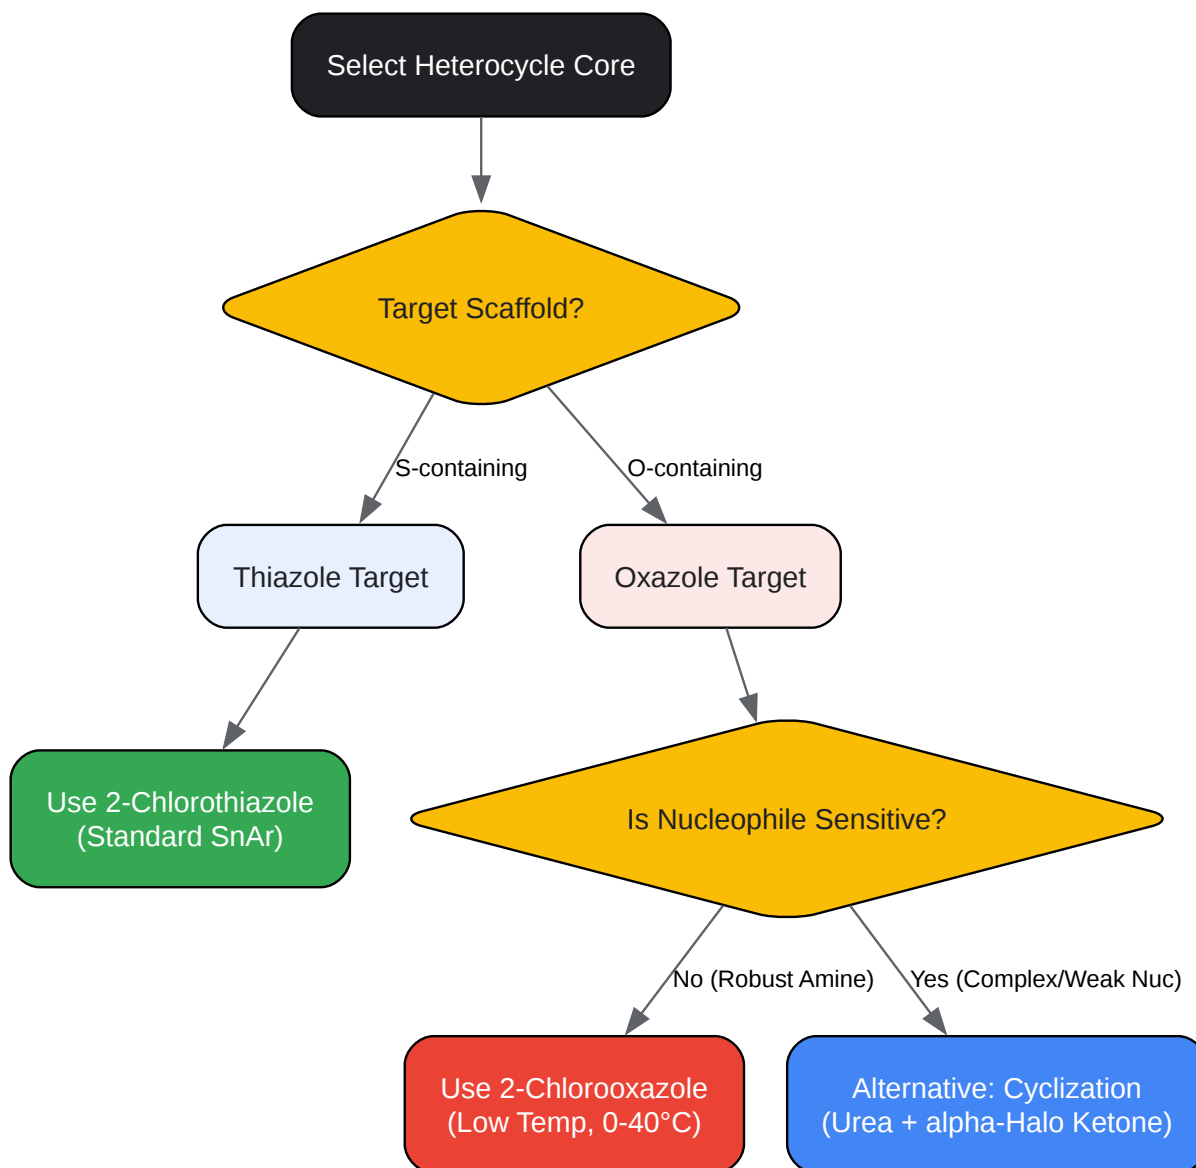 Select Heterocycle Core
Target Scaffold?
S-containing
O-containing
Thiazole Target
Oxazole Target
Use 2-Chlorothiazole
(Standard SnAr)
Is Nucleophile Sensitive?
No (Robust Amine)
Yes (Complex/Weak Nuc)
Use 2-Chlorooxazole
(Low Temp, 0-40°C)
Alternative: Cyclization
(Urea + alpha-Halo Ketone)